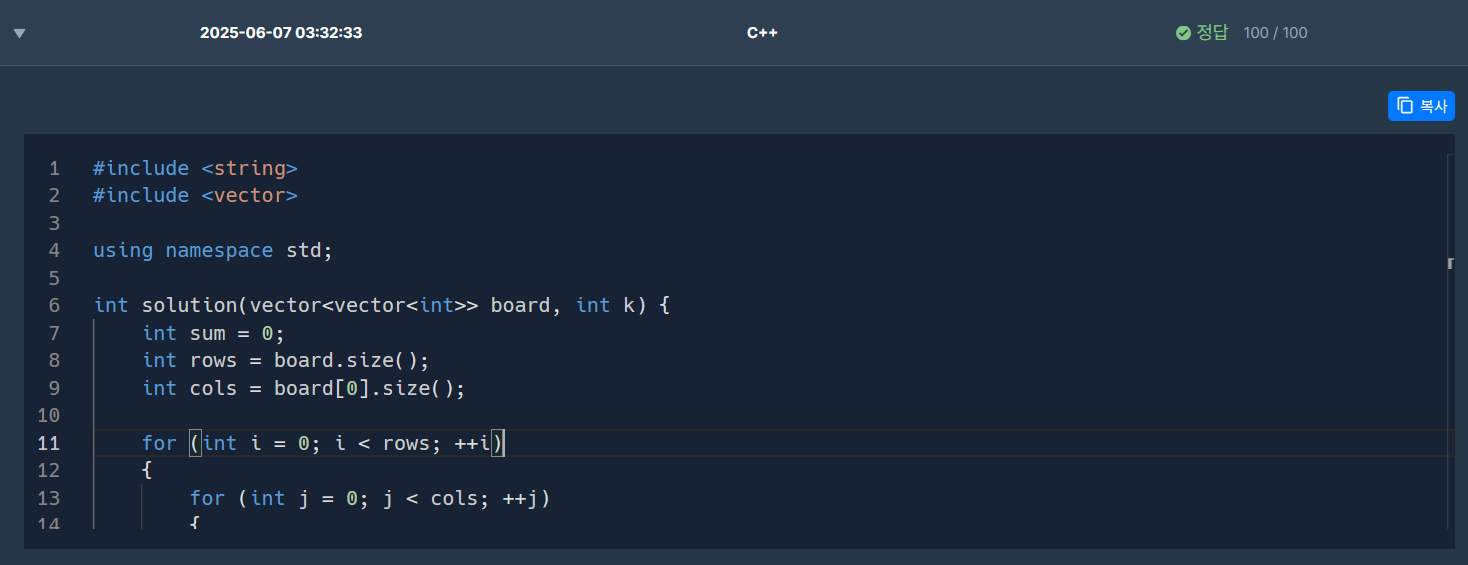 2025-06-07 03:32:33 C++ 정답 100 / 100
복사
1 #include <string>
2 #include <vector>
3
4 using namespace std;
5
6 int solution(vector<vector<int>> board, int k) {
7 int sum = 0;
8 int rows = board.size();
9 int cols = board[0].size();
10
11 for (int i = 0; i < rows; ++i)
12 {
13 for (int j = 0; j < cols; ++j)
14 {